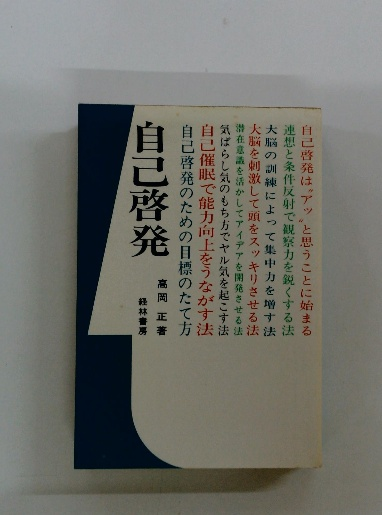 自己啓発は〝アッ〟と思うことに始まる
連想と条件反射で観察力を鋭くする法
大脳の訓練によって集中力を増す法
大脳を刺激して頭をスッキリさせる法
潜在意識を活かしてアイデアを開発させる法
気ばらし気のもち方でヤル気を起こす法
自己催眠で能力向上をうながす法
自己啓発のための目標のたて方
自己啓発
高岡正著
経林書房